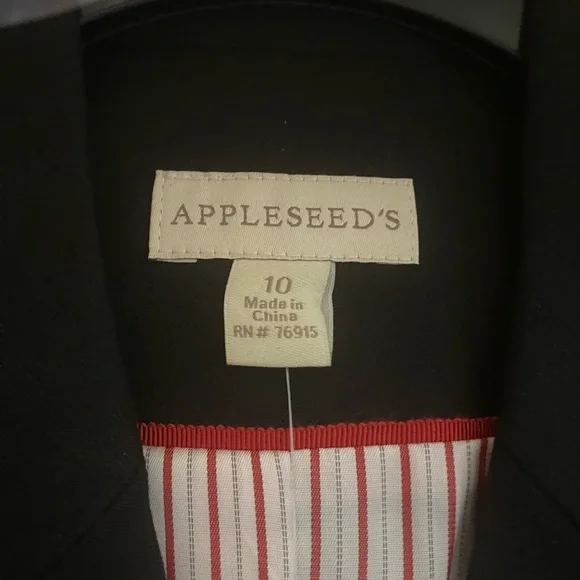 APPLESEED'S
10
Made in
China
RN# 76915